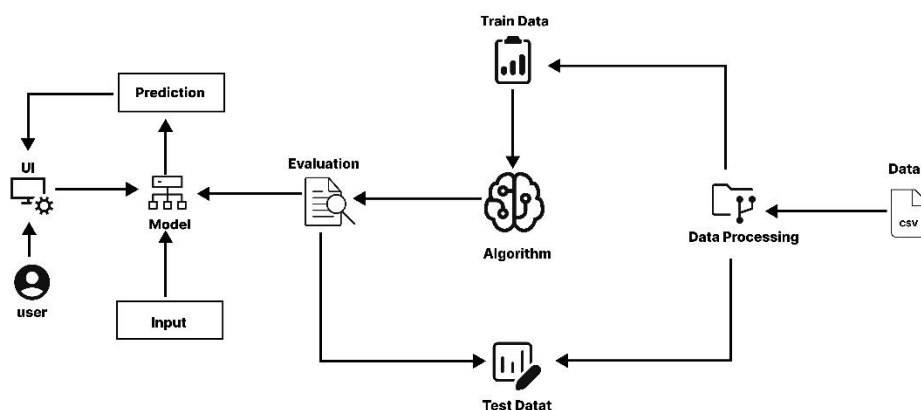 Train Data
Prediction
UI
Evaluation
Data
CSV
Model
Algorithm
Data Processing
user
Input
Test Datat